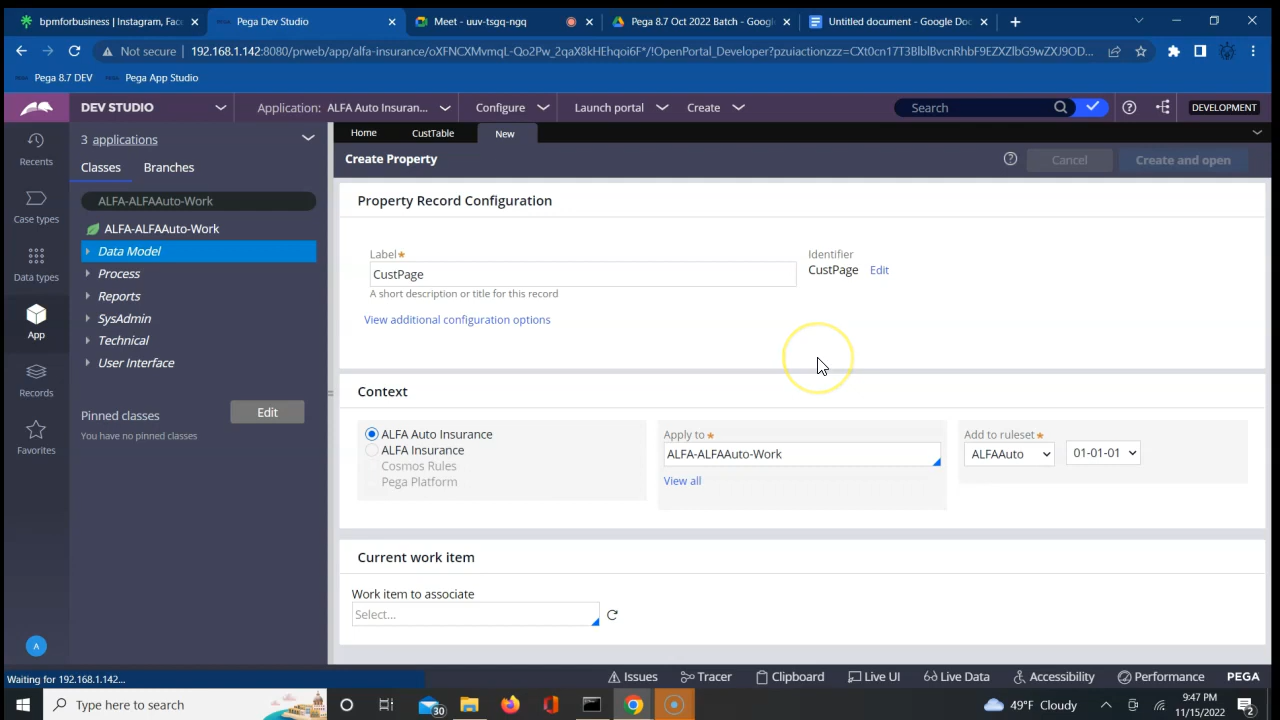 bpmforbusiness | Instagram, Fac
Pega Dev Studio
Meet - uuv-tsgq-nqq
Pega 8.7 Oct 2022 Batch - Googl
Untitled document - Google Doc
Not secure
192.168.1.142:8080/prweb/app/alfa-insurance/oXFNCXMvmqL-Qo2Pw_2qaX8kHEhqoi6F*/!OpenPortal_Developer?pzuiactionzzz=CXt0cn17T3BlblBvcnRhbF9EZXZlbG9wZXJ9OD...
Pega 8.7 DEV
Pega App Studio
DEV STUDIO
Application: ALFA Auto Insuran...
Configure
Launch portal
Create
Search
DEVELOPMENT
Recents
Case types
Data types
App
Records
Favorites
A
3 applications
Classes
Branches
ALFA-ALFAAuto-Work
ALFA-ALFAAuto-Work
Data Model
Process
Reports
SysAdmin
Technical
User Interface
Pinned classes
Edit
You have no pinned classes
Home
CustTable
New
Create Property
Cancel
Create and open
Property Record Configuration
Label★
Identifier
CustPage
CustPage Edit
A short description or title for this record
View additional configuration options
Context
ALFA Auto Insurance
ALFA Insurance
Cosmos Rules
Pega Platform
Apply to★
ALFA-ALFAAuto-Work
View all
Add to ruleset★
ALFAAuto
01-01-01
Current work item
Work item to associate
Select...
Waiting for 192.168.1.142...
Issues
Tracer
Clipboard
Live UI
Live Data
Accessibility
Performance
PEGA
Type here to search
30
49°F Cloudy
9:47 PM
11/15/2022
2